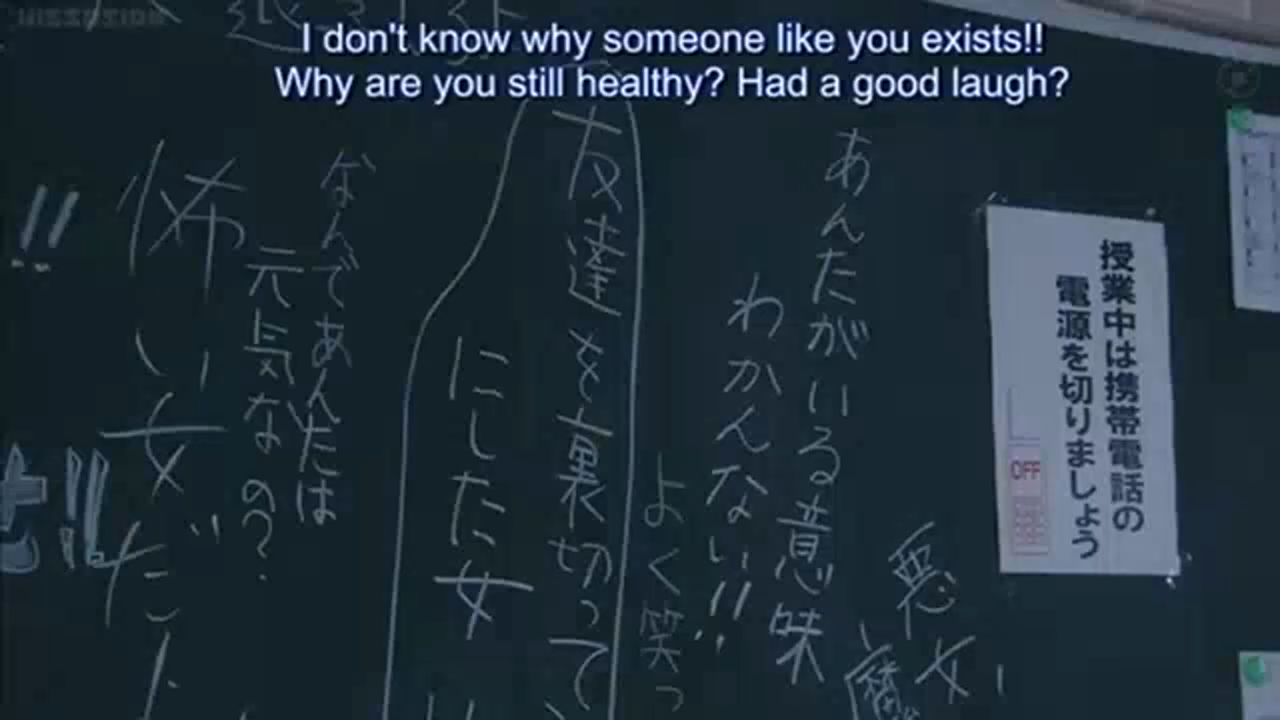 I don't know why someone like you exists!!
Why are you still healthy? Had a good laugh?
授業中は携帯電話の
電源を切りましょう
OFF
悪女
あんたがいる意味
わかんない!!
よく笑っ
友達を裏切って
にした女
なんであんたは
元気なの?
怖い女だ
!!
!!